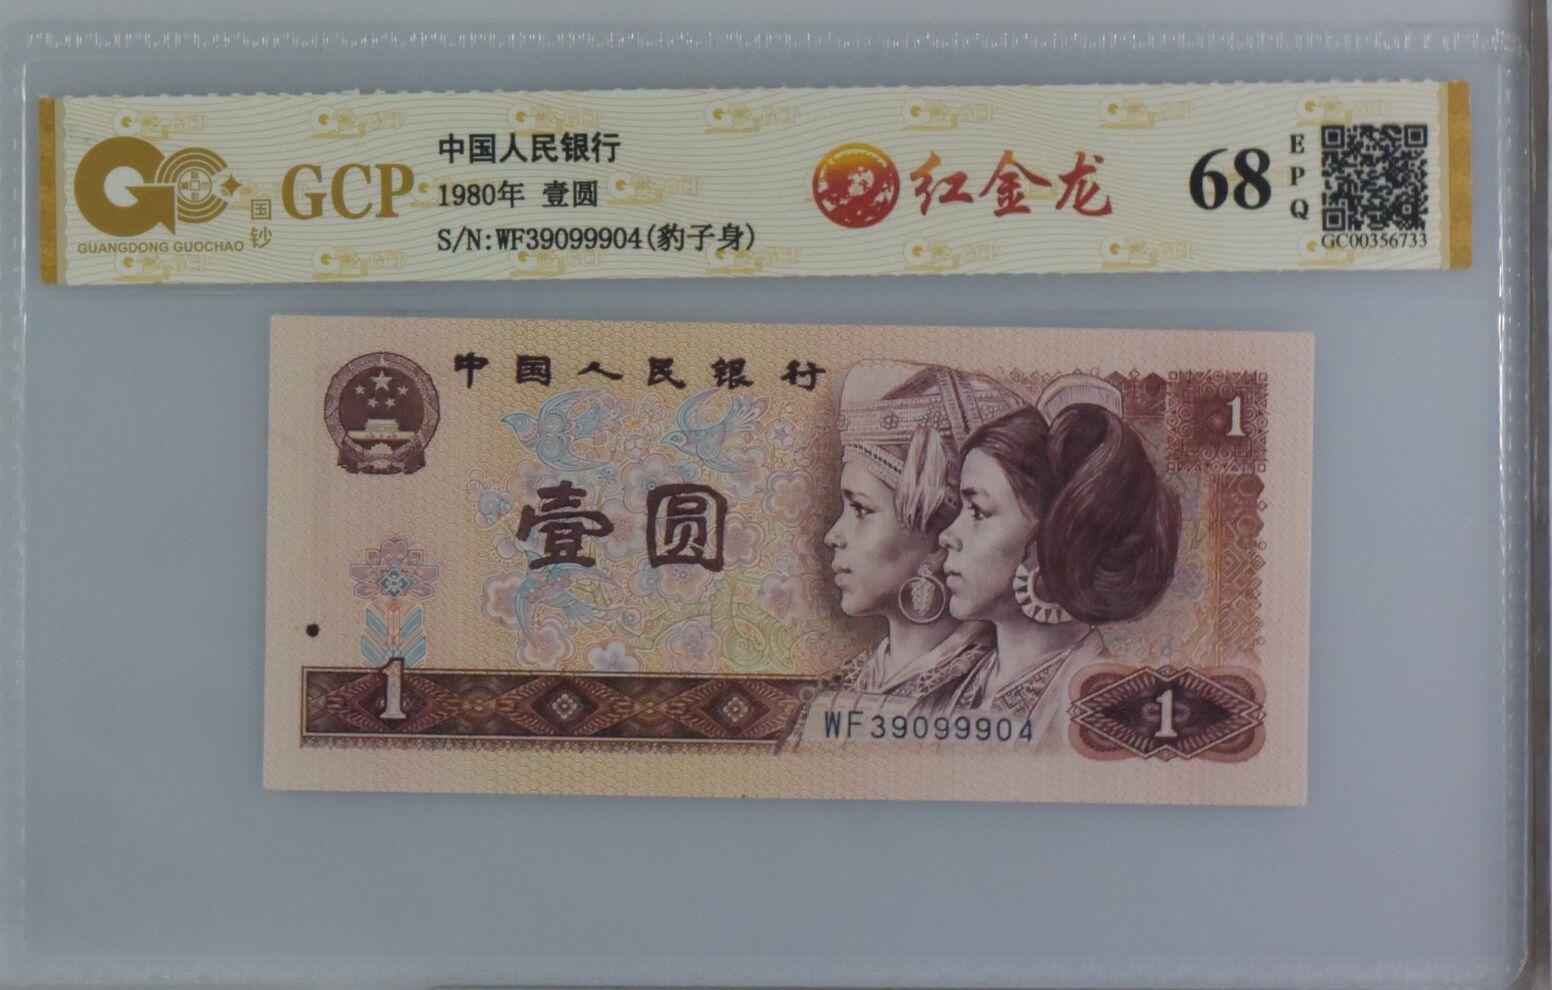 GUANGDONG GUOCHAO
国钞
GCP
中国人民银行
1980年 壹圆
S/N:WF39099904(豹子身)
红金龙
68
EPQ
GC00356733
中国人民银行
1
壹圆
1
WF39099904
1